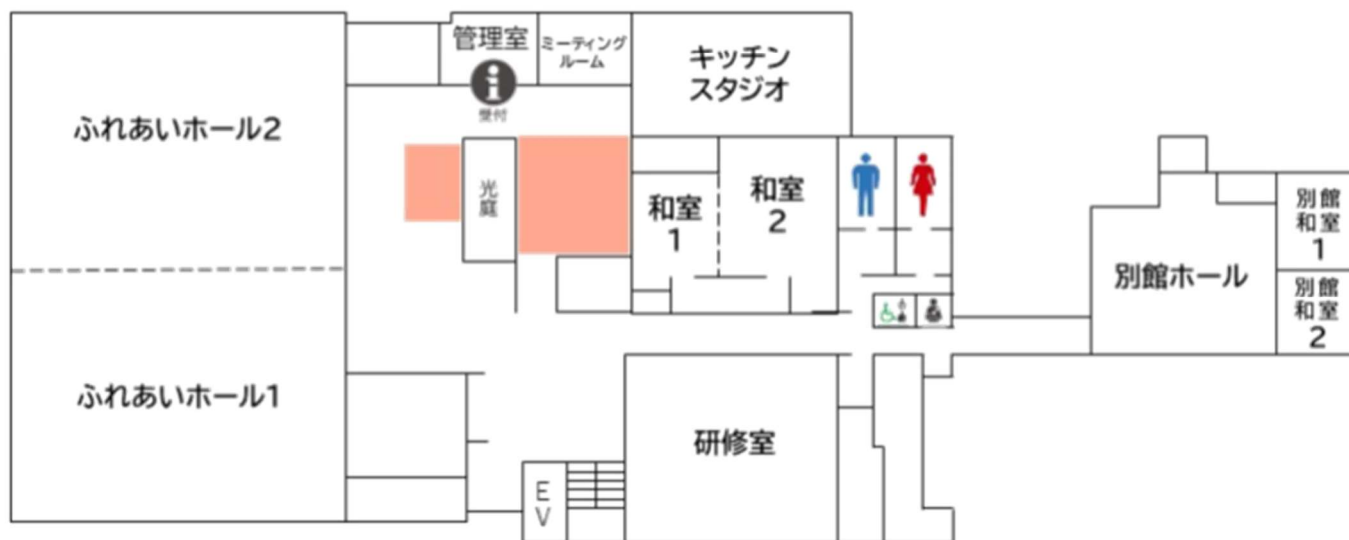 管理室
受付
ミーティング
ルーム
キッチン
スタジオ
ふれあいホール2
光
庭
和室
1
和室
2
別館
和室
1
別館ホール
別館
和室
2
ふれあいホール1
研修室
E
V